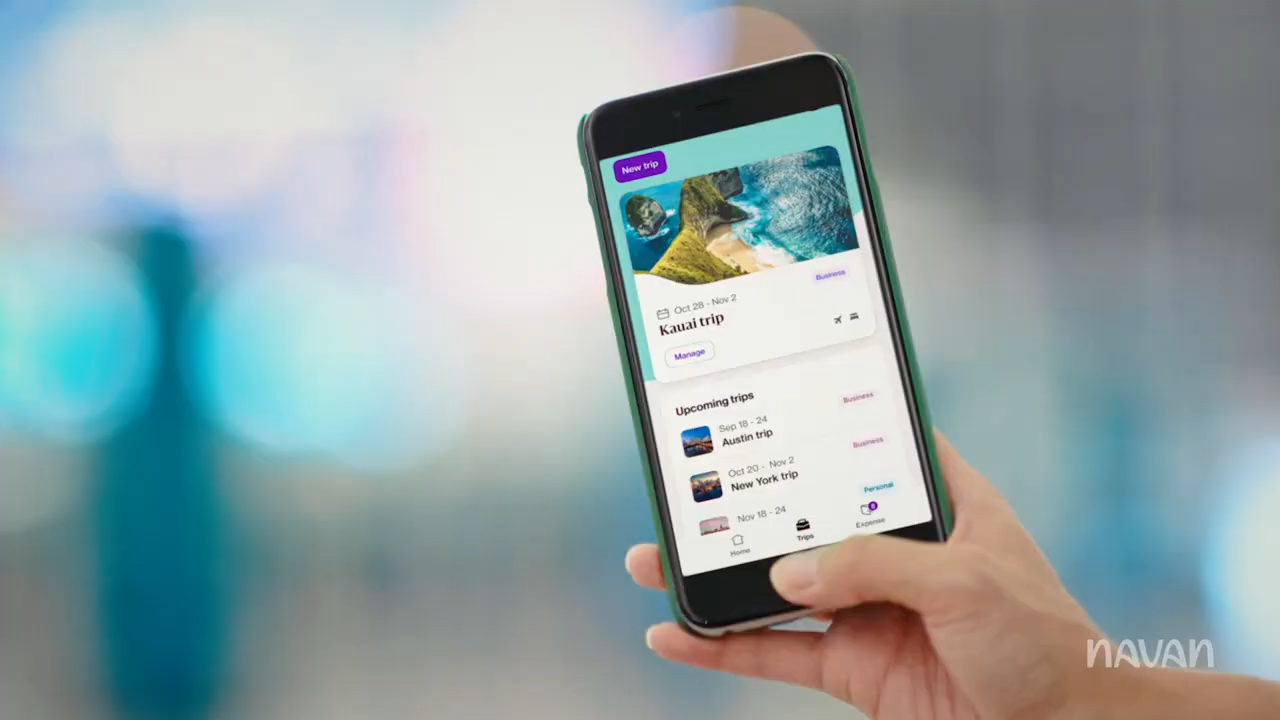 New trip
Business
Oct 28 - Nov 2
Kauai trip
Manage
Upcoming trips
Sep 18 - 24
Business
Austin trip
Oct 20 - Nov 2
Business
New York trip
Nov 18 - 24
Personal
Home
Trips
Expense
NAVAN